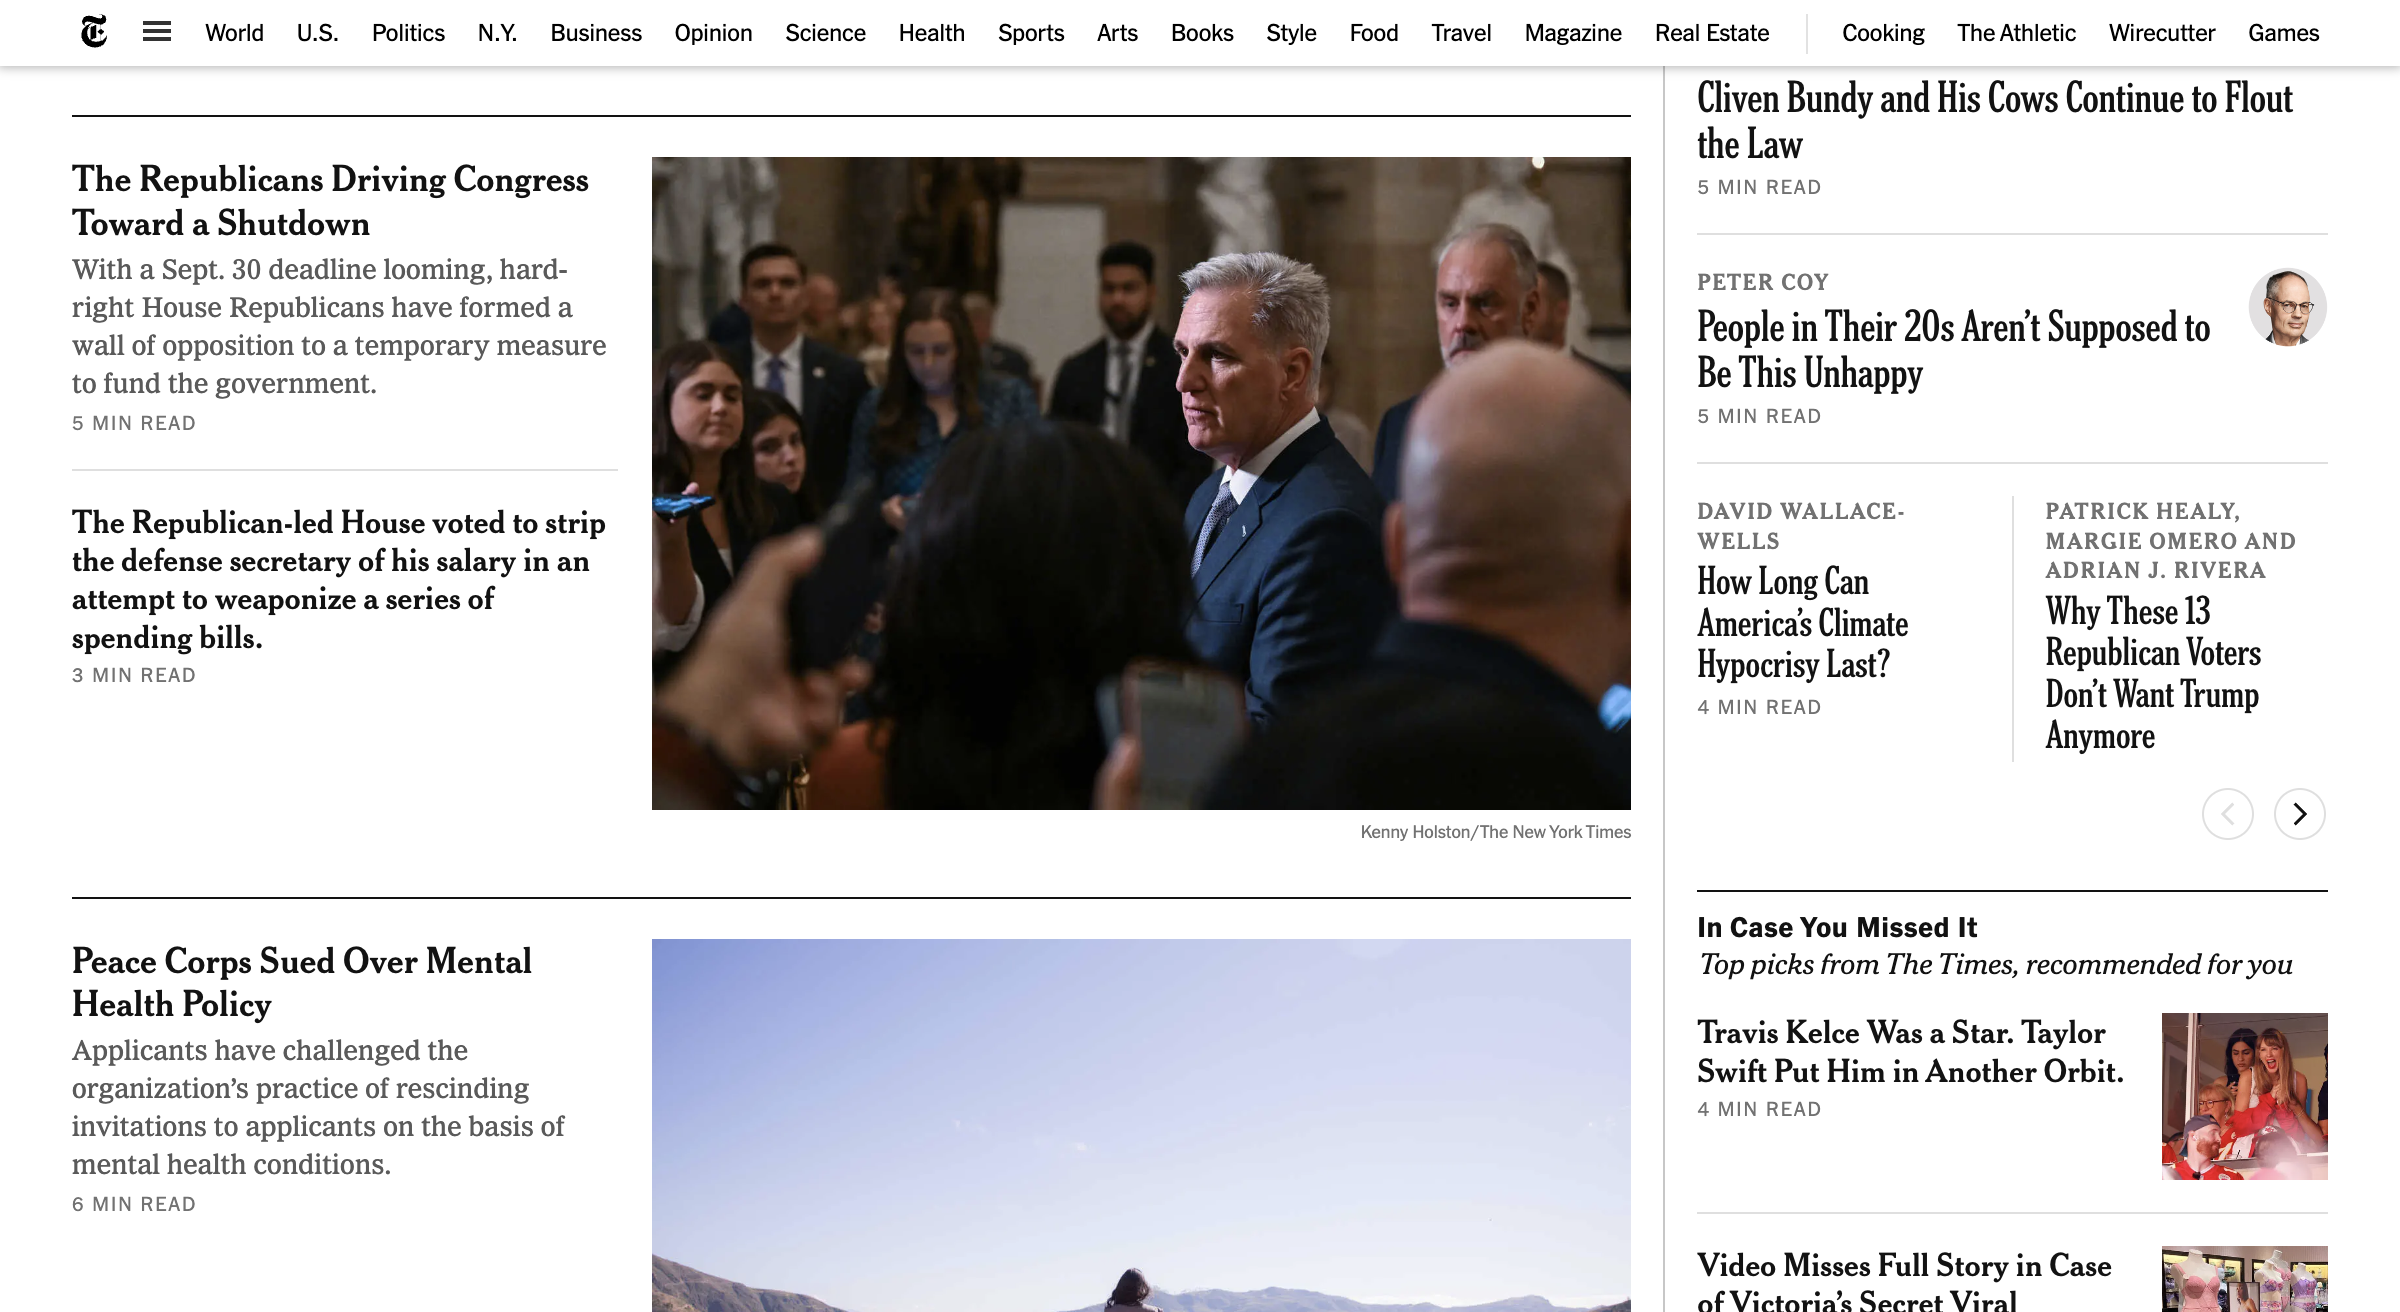 World U.S. Politics N.Y. Business Opinion Science Health Sports Arts Books Style Food Travel Magazine Real Estate Cooking The Athletic Wirecutter Games
The Republicans Driving Congress
Toward a Shutdown
With a Sept. 30 deadline looming, hard-
right House Republicans have formed a
wall of opposition to a temporary measure
to fund the government.
5 MIN READ
The Republican-led House voted to strip
the defense secretary of his salary in an
attempt to weaponize a series of
spending bills.
3 MIN READ
Kenny Holston/The New York Times
Peace Corps Sued Over Mental
Health Policy
Applicants have challenged the
organization’s practice of rescinding
invitations to applicants on the basis of
mental health conditions.
6 MIN READ
Cliven Bundy and His Cows Continue to Flout
the Law
5 MIN READ
PETER COY
People in Their 20s Aren’t Supposed to
Be This Unhappy
5 MIN READ
DAVID WALLACE-
WELLS
How Long Can
America’s Climate
Hypocrisy Last?
4 MIN READ
PATRICK HEALY,
MARGIE OMERO AND
ADRIAN J. RIVERA
Why These 13
Republican Voters
Don’t Want Trump
Anymore
In Case You Missed It
Top picks from The Times, recommended for you
Travis Kelce Was a Star. Taylor
Swift Put Him in Another Orbit.
4 MIN READ
Video Misses Full Story in Case
of Victoria’s Secret Viral